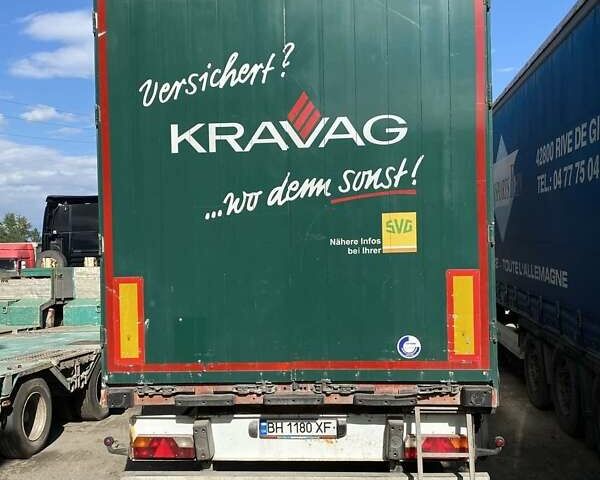 versichert?
KRAVAG
...wo denn sonst!
SVG
Nähere Infos
bei Ihrer
BH 1180 XF
42800 RIVE DE GI
TEL.: 04 77 75 04
TOUTE L'ALLEMAGNE